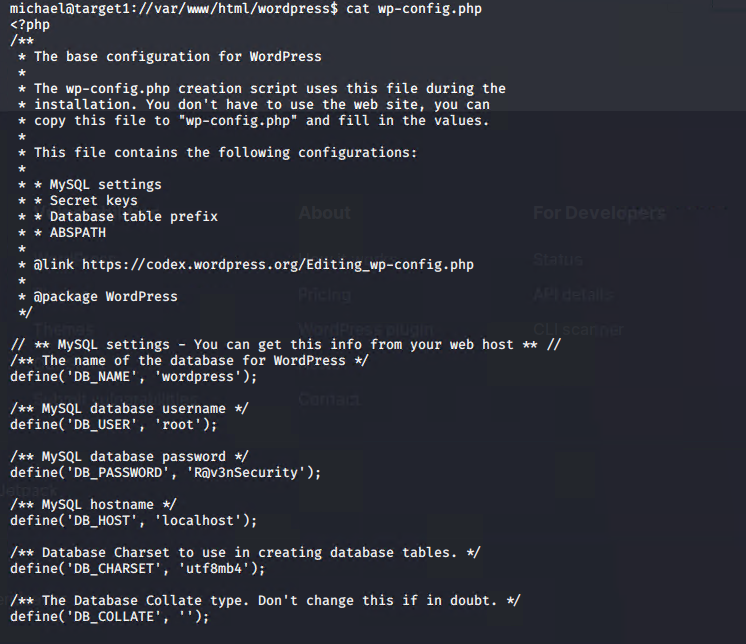 michael@target1://var/www/html/wordpress$ cat wp-config.php
<?php
/**
 * The base configuration for WordPress
 *
 * The wp-config.php creation script uses this file during the
 * installation. You don't have to use the web site, you can
 * copy this file to "wp-config.php" and fill in the values.
 *
 * This file contains the following configurations:
 *
 * * MySQL settings
 * * Secret keys
 * * Database table prefix
 * * ABSPATH
 *
 * @link https://codex.wordpress.org/Editing_wp-config.php
 *
 * @package WordPress
 */

// ** MySQL settings - You can get this info from your web host ** //
/** The name of the database for WordPress */
define('DB_NAME', 'wordpress');

/** MySQL database username */
define('DB_USER', 'root');

/** MySQL database password */
define('DB_PASSWORD', 'R@v3nSecurity');

/** MySQL hostname */
define('DB_HOST', 'localhost');

/** Database Charset to use in creating database tables. */
define('DB_CHARSET', 'utf8mb4');

/** The Database Collate type. Don't change this if in doubt. */
define('DB_COLLATE', '');
About
For Developers
Status
Pricing
API details
Themes
WordPress plugin
CLI scanner
Contact
Jetpack